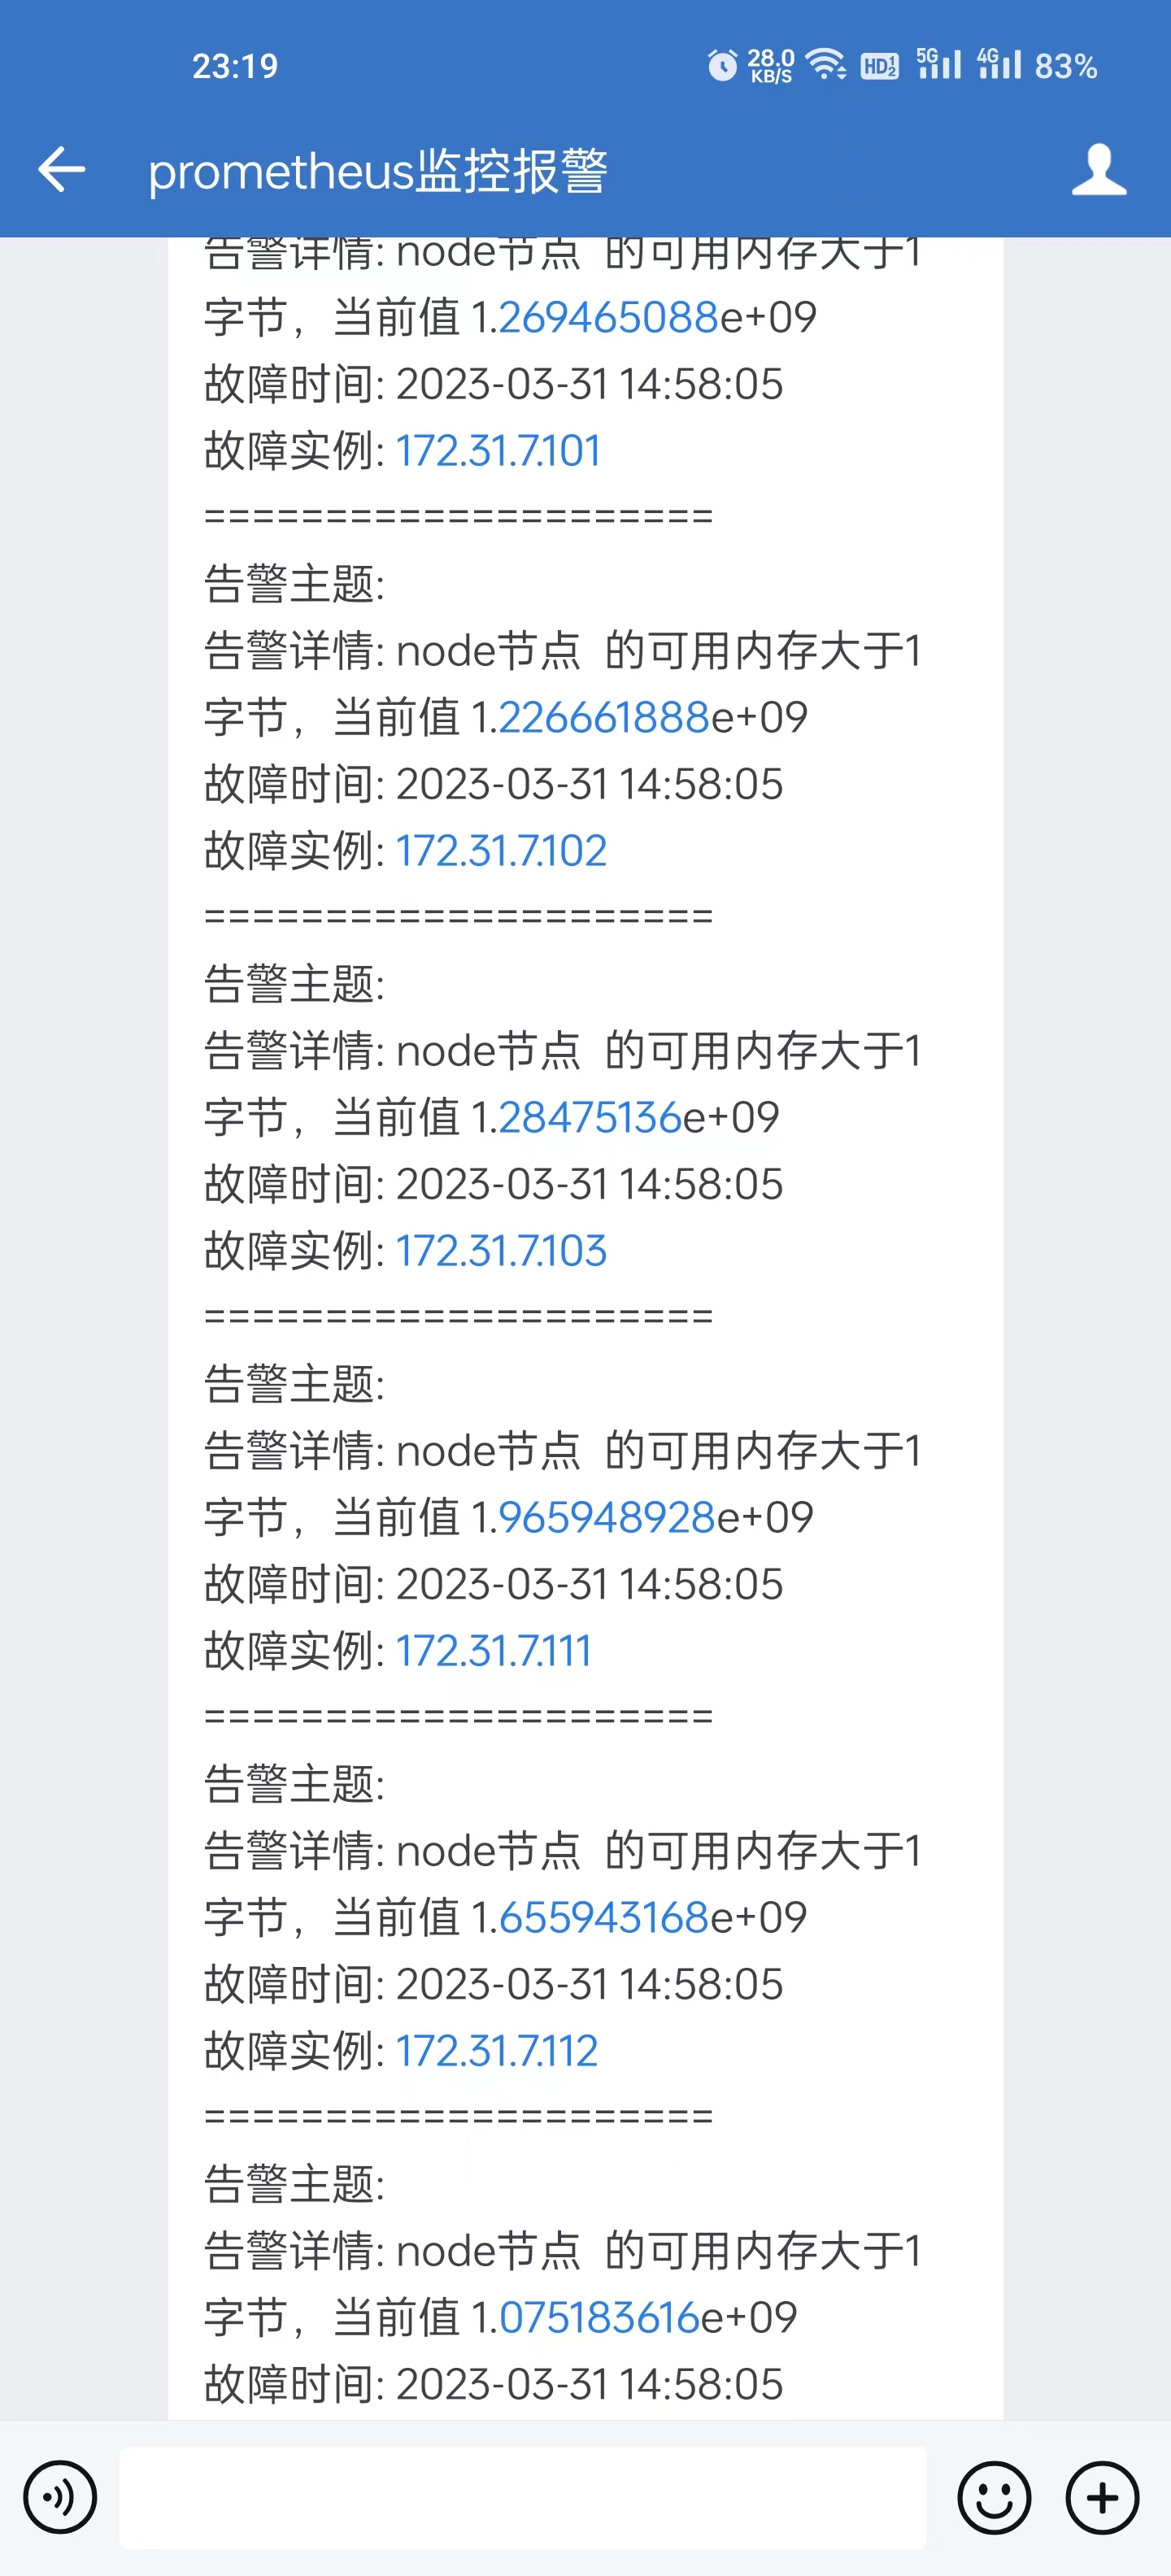 23:19
28.0
KB/S
HD 1 2
5G
4G
83%
prometheus监控报警
告警详情: node节点 的可用内存大于1
字节，当前值 1.269465088e+09
故障时间: 2023-03-31 14:58:05
故障实例: 172.31.7.101
=====================
告警主题:
告警详情: node节点 的可用内存大于1
字节，当前值 1.226661888e+09
故障时间: 2023-03-31 14:58:05
故障实例: 172.31.7.102
=====================
告警主题:
告警详情: node节点 的可用内存大于1
字节，当前值 1.28475136e+09
故障时间: 2023-03-31 14:58:05
故障实例: 172.31.7.103
=====================
告警主题:
告警详情: node节点 的可用内存大于1
字节，当前值 1.965948928e+09
故障时间: 2023-03-31 14:58:05
故障实例: 172.31.7.111
=====================
告警主题:
告警详情: node节点 的可用内存大于1
字节，当前值 1.655943168e+09
故障时间: 2023-03-31 14:58:05
故障实例: 172.31.7.112
=====================
告警主题:
告警详情: node节点 的可用内存大于1
字节，当前值 1.075183616e+09
故障时间: 2023-03-31 14:58:05